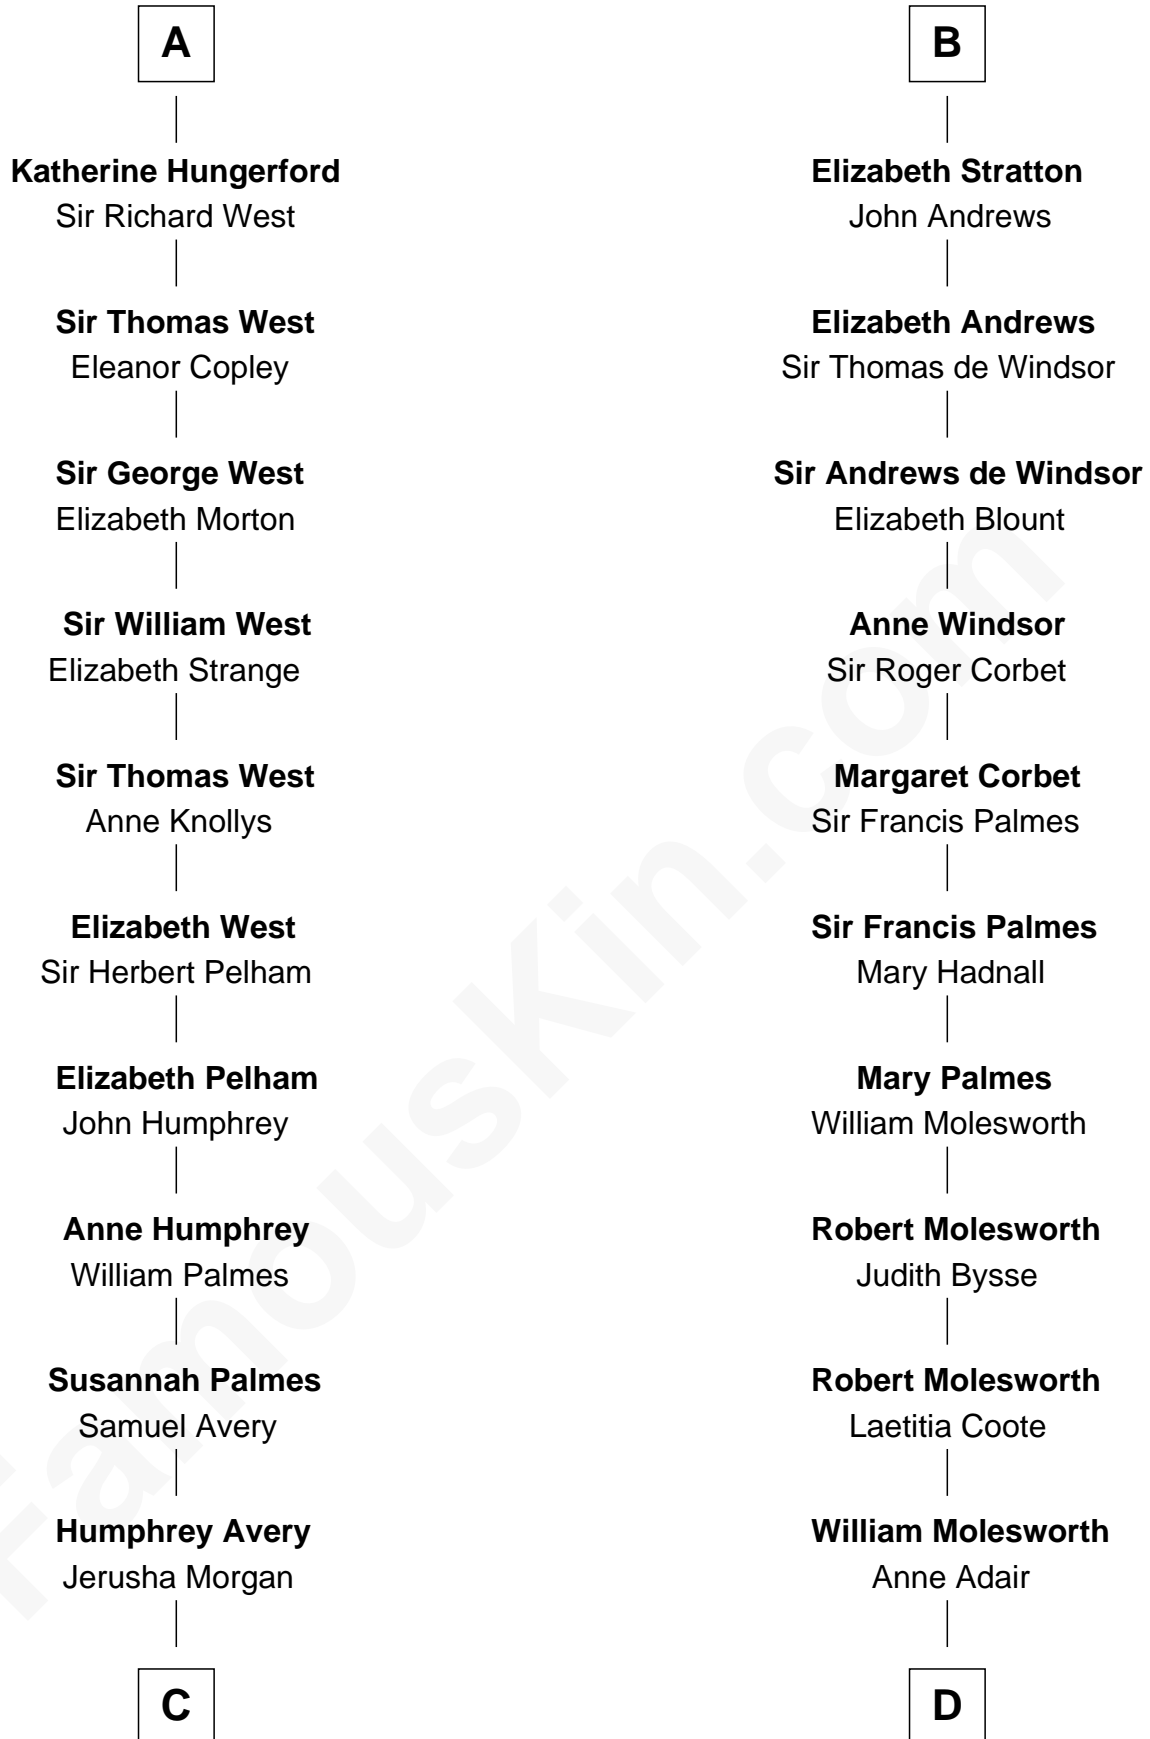 A
Katherine Hungerford
Sir Richard West
Sir Thomas West
Eleanor Copley
Sir George West
Elizabeth Morton
Sir William West
Elizabeth Strange
Sir Thomas West
Anne Knollys
Elizabeth West
Sir Herbert Pelham
Elizabeth Pelham
John Humphrey
Anne Humphrey
William Palmes
Susannah Palmes
Samuel Avery
Humphrey Avery
Jerusha Morgan
C
B
Elizabeth Stratton
John Andrews
Elizabeth Andrews
Sir Thomas de Windsor
Sir Andrews de Windsor
Elizabeth Blount
Anne Windsor
Sir Roger Corbet
Margaret Corbet
Sir Francis Palmes
Sir Francis Palmes
Mary Hadnall
Mary Palmes
William Molesworth
Robert Molesworth
Judith Bysse
Robert Molesworth
Laetitia Coote
William Molesworth
Anne Adair
D
FamousKin.com